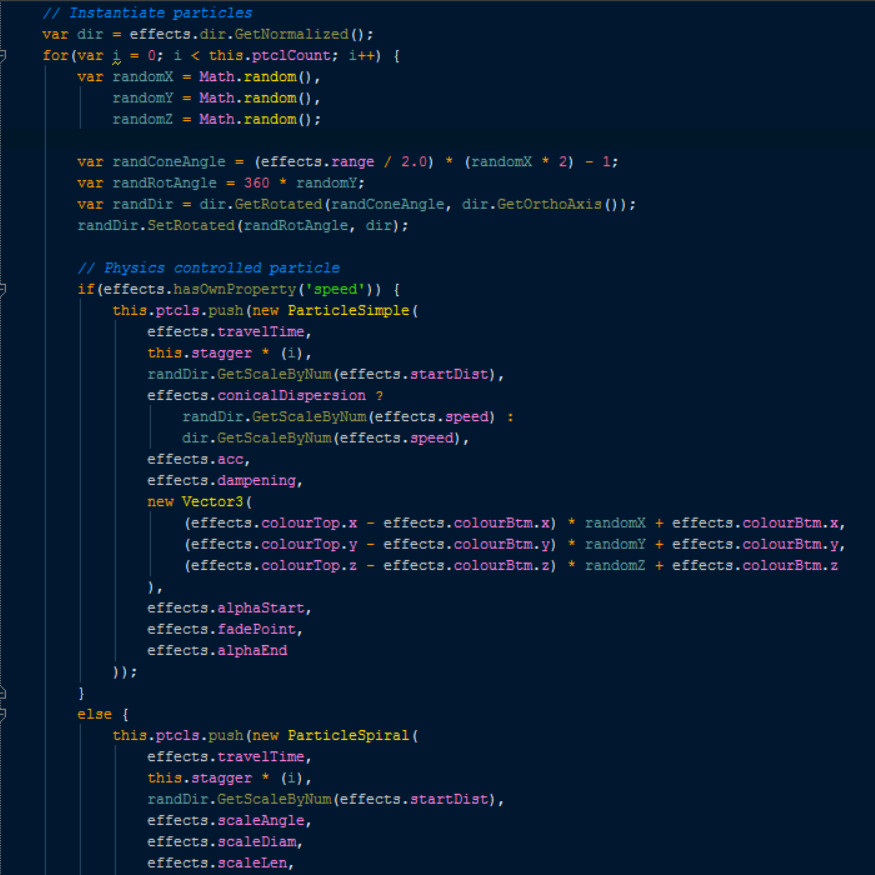 // Instantiate particles
var dir = effects.dir.GetNormalized();
for(var i = 0; i < this.ptclCount; i++) {
var randomX = Math.random(),
randomY = Math.random(),
randomZ = Math.random();
var randConeAngle = (effects.range / 2.0) * (randomX * 2) - 1;
var randRotAngle = 360 * randomY;
var randDir = dir.GetRotated(randConeAngle, dir.GetOrthoAxis());
randDir.SetRotated(randRotAngle, dir);
// Physics controlled particle
if(effects.hasOwnProperty('speed')) {
this.ptcls.push(new ParticleSimple(
effects.travelTime,
this.stagger * (i),
randDir.GetScaleByNum(effects.startDist),
effects.conicalDispersion ?
randDir.GetScaleByNum(effects.speed) :
dir.GetScaleByNum(effects.speed),
effects.acc,
effects.dampening,
new Vector3(
(effects.colourTop.x - effects.colourBtm.x) * randomX + effects.colourBtm.x,
(effects.colourTop.y - effects.colourBtm.y) * randomY + effects.colourBtm.y,
(effects.colourTop.z - effects.colourBtm.z) * randomZ + effects.colourBtm.z
),
effects.alphaStart,
effects.fadePoint,
effects.alphaEnd
));
}
else {
this.ptcls.push(new ParticleSpiral(
effects.travelTime,
this.stagger * (i),
randDir.GetScaleByNum(effects.startDist),
effects.scaleAngle,
effects.scaleDiam,
effects.scaleLen,